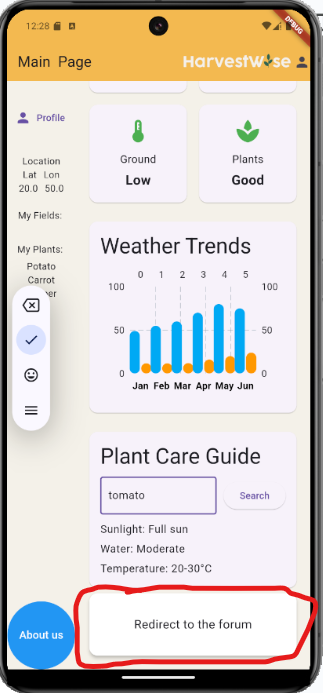 12:28
DEBUG
Main Page
HarvestWise
Profile
Location
Lat Lon
20.0 50.0
My Fields:
My Plants:
Potato
Carrot
Ground
Low
Plants
Good
Weather Trends
0 1 2 3 4 5
100 100
50 50
0 0
Jan Feb Mar Apr May Jun
Plant Care Guide
tomato
Search
Sunlight: Full sun
Water: Moderate
Temperature: 20-30°C
About us
Redirect to the forum